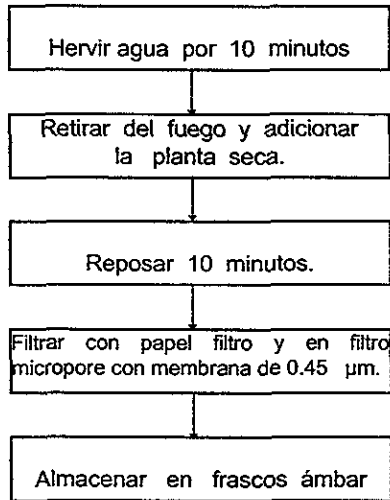 Hervir agua por 10 minutos
Retirar del fuego y adicionar
la planta seca.
Reposar 10 minutos.
Filtrar con papel filtro y en filtro
micropore con membrana de 0.45 µm.
Almacenar en frascos ámbar